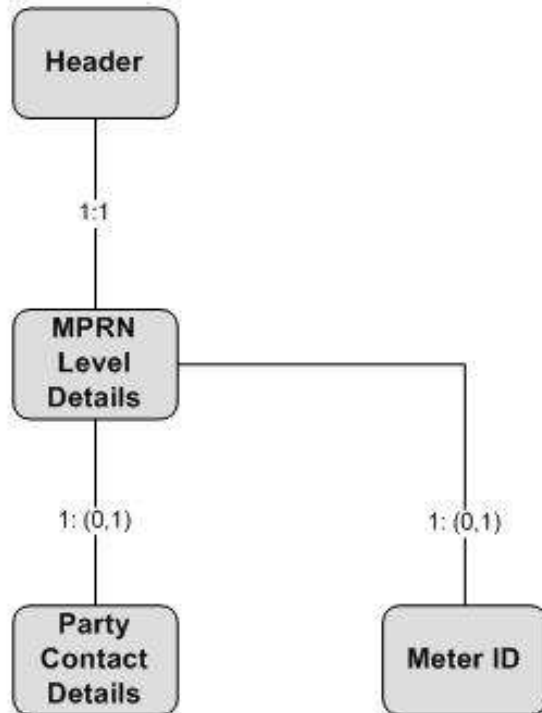 Header
1:1
MPRN
Level
Details
1: (0,1)
1: (0,1)
Party
Contact
Details
Meter ID